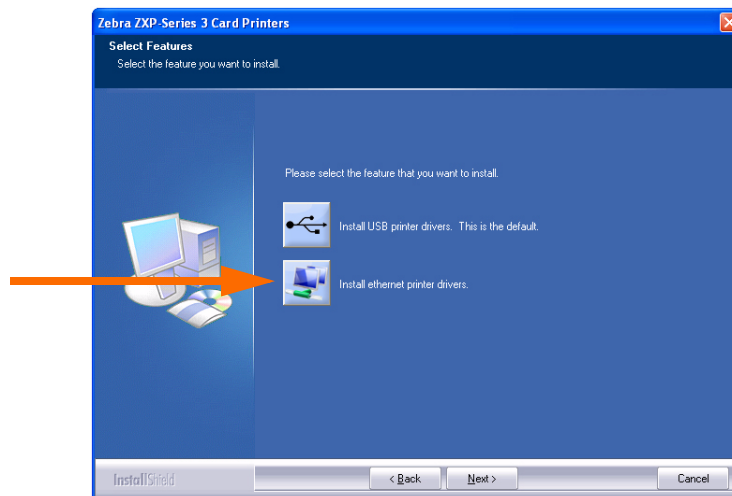 Zebra ZXP-Series 3 Card Printers
Select Features
Select the feature you want to install.
Please select the feature that you want to install.
Install USB printer drivers. This is the default.
Install ethernet printer drivers.
InstallShield
< Back
Next >
Cancel